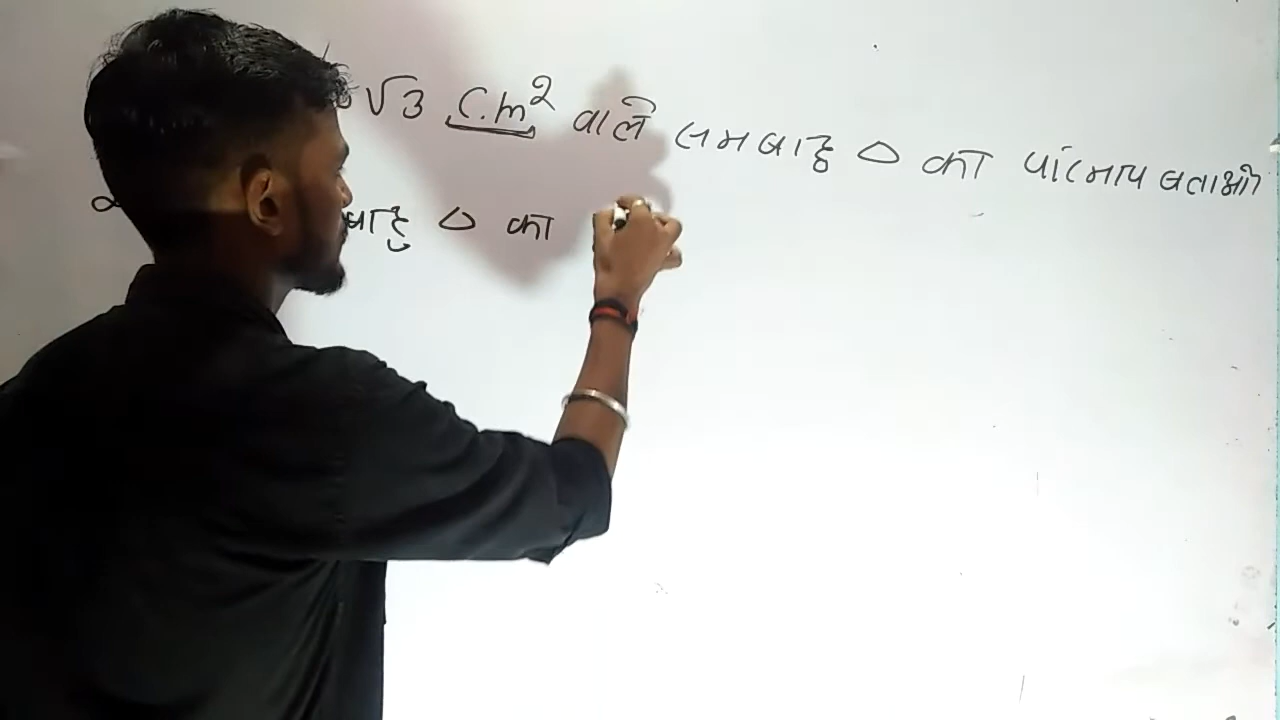 √3 C.m² वाले समबाहु △ का परिमाप बताओ
बाहु △ का